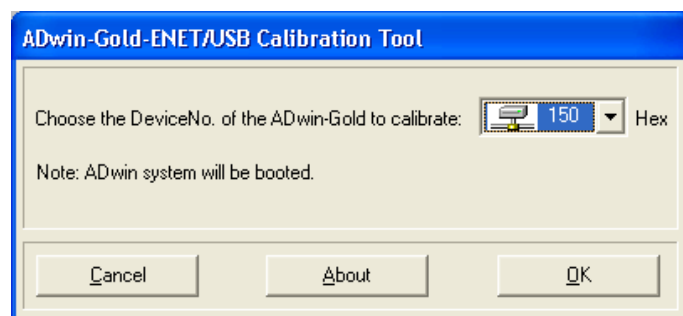 ADwin-Gold-ENET/USB Calibration Tool
Choose the DeviceNo. of the ADwin-Gold to calibrate: 150 Hex
Note: ADwin system will be booted.
Cancel About OK